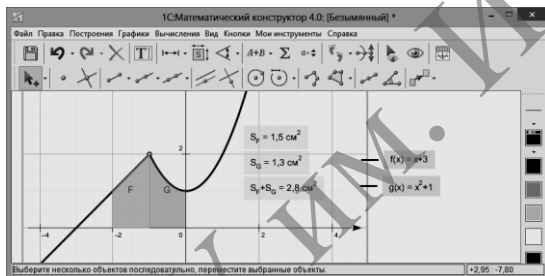 1С:Математический конструктор 4.0: [Безымянный] *
Файл Правка Построения Графики Вычисления Вид Кнопки Мои инструменты Справка
A+B
Σ
S_F = 1,5 см²
S_G = 1,3 см²
S_F+S_G = 2,8 см²
f(x) = x+3
g(x) = x²+1
F
G
2
-4
-2
0
2
4
Выберите несколько объектов последовательно, переместите выбранные объекты.
+2,95 : -7,80
ИМ.